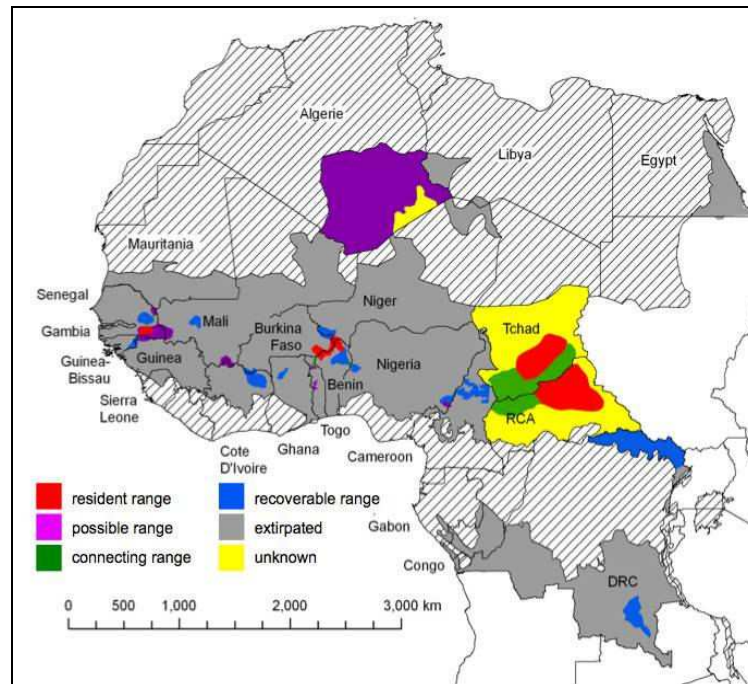 Algerie
Libya
Egypt
Mauritania
Senegal
Mali
Niger
Tchad
Gambia
Burkina
Faso
Guinea-
Bissau
Guinea
Nigeria
Benin
Sierra
Leone
RCA
Togo
Ghana
Cote
D'Ivoire
Cameroon
resident range
recoverable range
possible range
extirpated
connecting range
unknown
Gabon
Congo
DRC
0 500 1,000 2,000 3,000 km